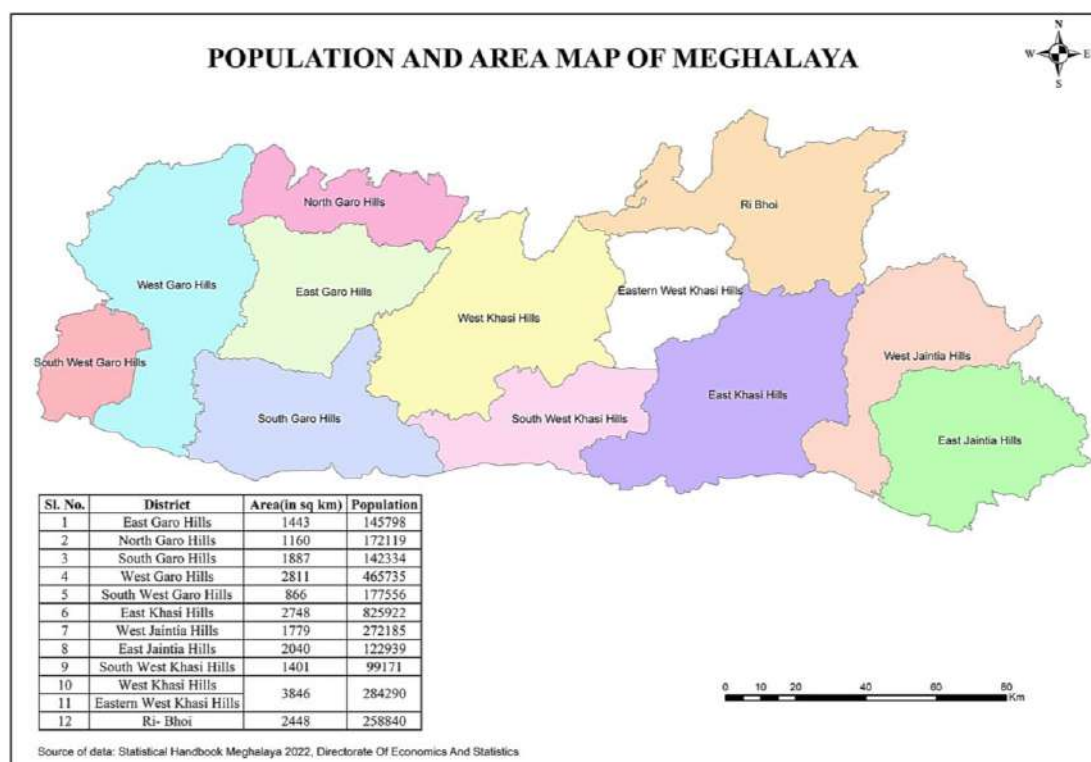 POPULATION AND AREA MAP OF MEGHALAYA
N
W E
S
North Garo Hills
Ri Bhoi
West Garo Hills
East Garo Hills
Eastern West Khasi Hills
West Khasi Hills
South West Garo Hills
West Jaintia Hills
South Garo Hills
South West Khasi Hills
East Khasi Hills
East Jaintia Hills
Sl. No. District Area(in sq km) Population
1 East Garo Hills 1443 145798
2 North Garo Hills 1160 172119
3 South Garo Hills 1887 142334
4 West Garo Hills 2811 465735
5 South West Garo Hills 866 177556
6 East Khasi Hills 2748 825922
7 West Jaintia Hills 1779 272185
8 East Jaintia Hills 2040 122939
9 South West Khasi Hills 1401 99171
10 West Khasi Hills 3846 284290
11 Eastern West Khasi Hills
12 Ri- Bhoi 2448 258840
0 5 10 20 40 60 80
Km
Source of data: Statistical Handbook Meghalaya 2022, Directorate Of Economics And Statistics